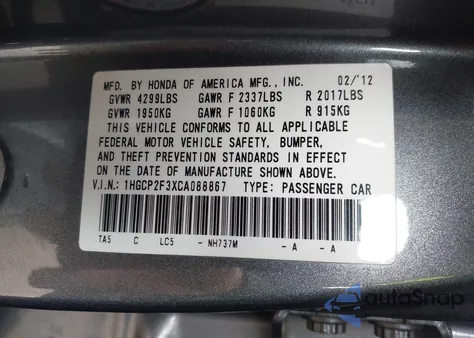 MFD. BY HONDA OF AMERICA MFG., INC. 02/'12
GVWR 4299LBS GAWR F 2337LBS R 2017LBS
GVWR 1950KG GAWR F 1060KG R 915KG
THIS VEHICLE CONFORMS TO ALL APPLICABLE
FEDERAL MOTOR VEHICLE SAFETY, BUMPER,
AND THEFT PREVENTION STANDARDS IN EFFECT
ON THE DATE OF MANUFACTURE SHOWN ABOVE.
V.I.N.: 1HGCP2F3XCA088867 TYPE: PASSENGER CAR
TA5 C LC5 - NH737M - A - A
autoSnap